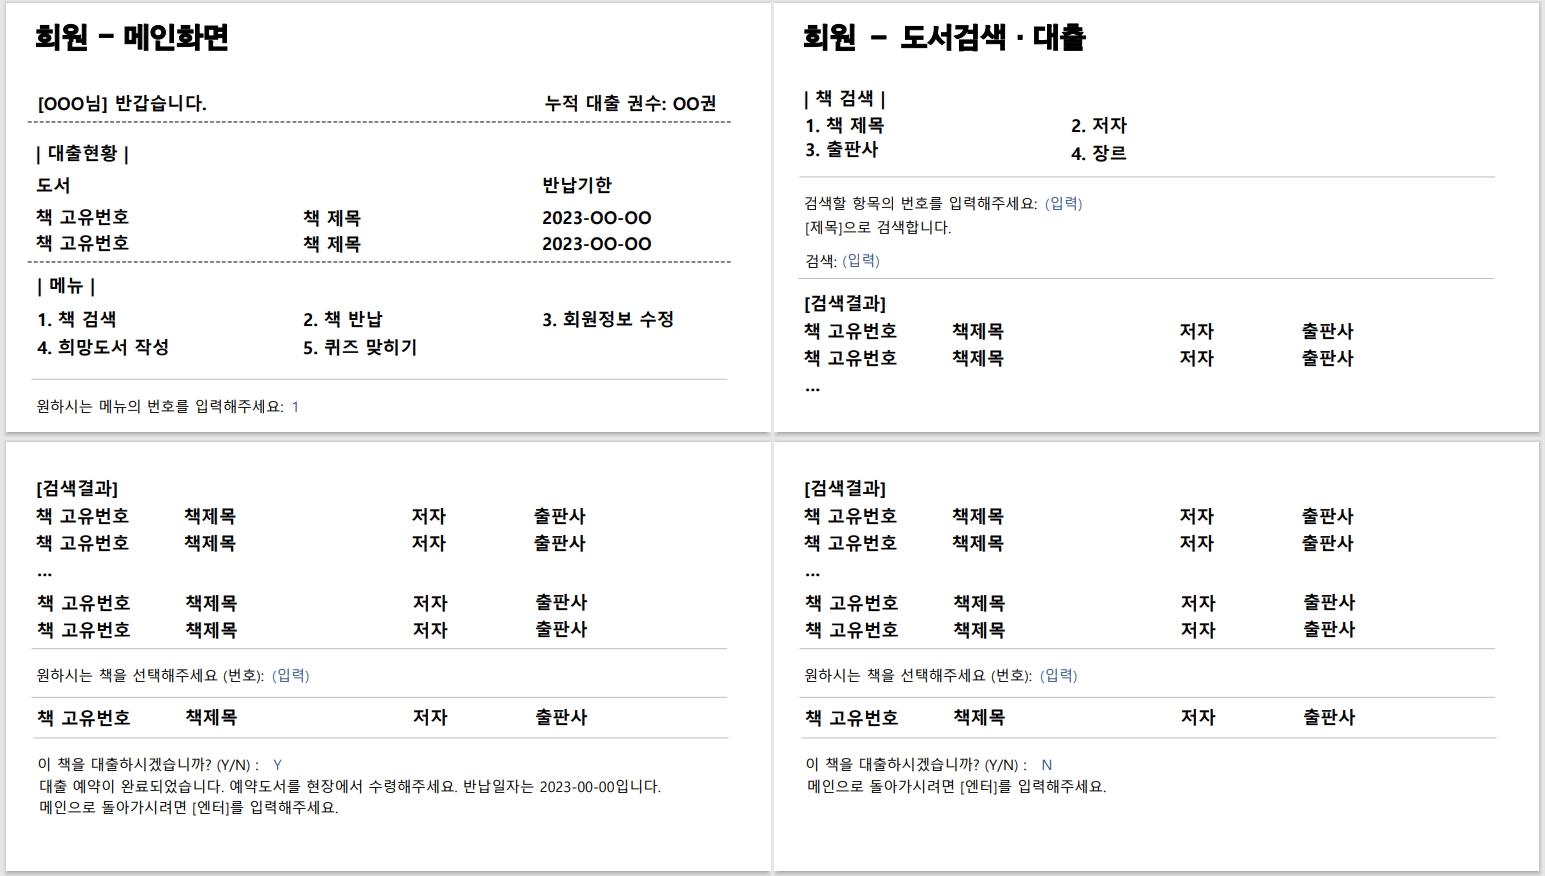 회원 - 메인화면
[OOO님] 반갑습니다. 누적 대출 권수: OO권
| 대출현황 |
도서 반납기한
책 고유번호 책 제목 2023-OO-OO
책 고유번호 책 제목 2023-OO-OO
| 메뉴 |
1. 책 검색 2. 책 반납 3. 회원정보 수정
4. 희망도서 작성 5. 퀴즈 맞히기
원하시는 메뉴의 번호를 입력해주세요: 1
회원 - 도서검색 · 대출
| 책 검색 |
1. 책 제목 2. 저자
3. 출판사 4. 장르
검색할 항목의 번호를 입력해주세요: (입력)
[제목]으로 검색합니다.
검색: (입력)
[검색결과]
책 고유번호 책제목 저자 출판사
책 고유번호 책제목 저자 출판사
...
[검색결과]
책 고유번호 책제목 저자 출판사
책 고유번호 책제목 저자 출판사
...
책 고유번호 책제목 저자 출판사
책 고유번호 책제목 저자 출판사
원하시는 책을 선택해주세요 (번호): (입력)
책 고유번호 책제목 저자 출판사
이 책을 대출하시겠습니까? (Y/N) : Y
대출 예약이 완료되었습니다. 예약도서를 현장에서 수령해주세요. 반납일자는 2023-00-00입니다.
메인으로 돌아가시려면 [엔터]를 입력해주세요.
[검색결과]
책 고유번호 책제목 저자 출판사
책 고유번호 책제목 저자 출판사
...
책 고유번호 책제목 저자 출판사
책 고유번호 책제목 저자 출판사
원하시는 책을 선택해주세요 (번호): (입력)
책 고유번호 책제목 저자 출판사
이 책을 대출하시겠습니까? (Y/N) : N
메인으로 돌아가시려면 [엔터]를 입력해주세요.